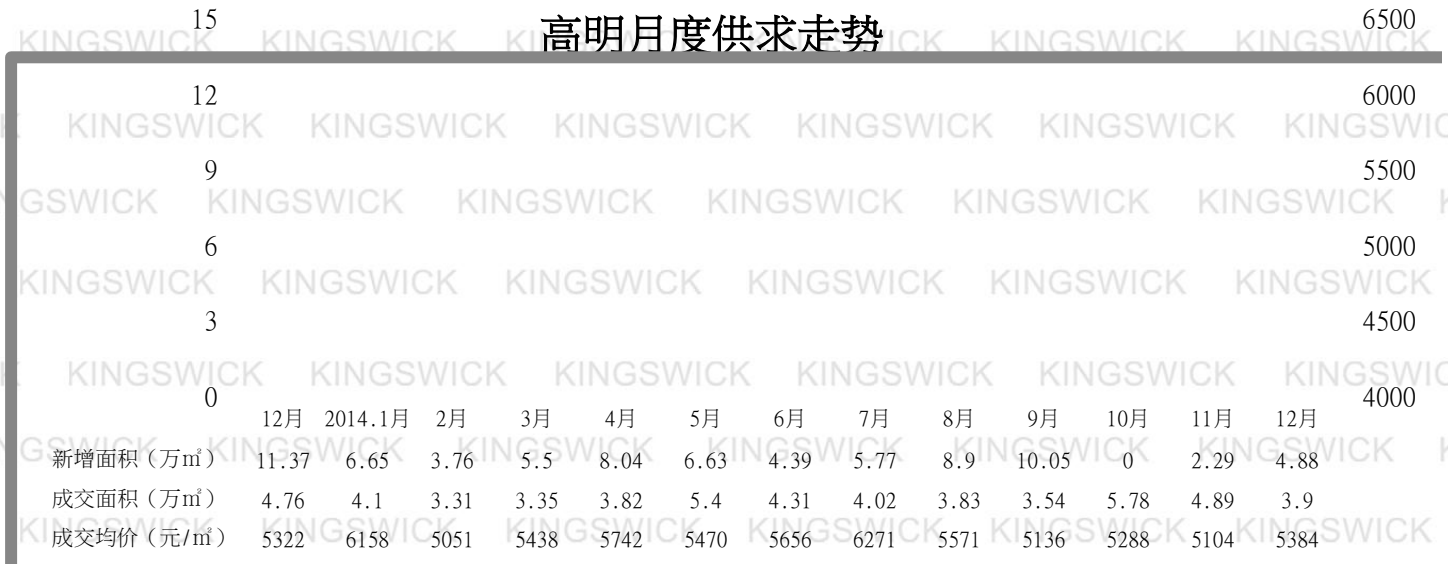 高明月度供求走势
15 6500
12 6000
9 5500
6 5000
3 4500
0 4000
12月 2014.1月 2月 3月 4月 5月 6月 7月 8月 9月 10月 11月 12月
新增面积（万㎡） 11.37 6.65 3.76 5.5 8.04 6.63 4.39 5.77 8.9 10.05 0 2.29 4.88
成交面积（万㎡） 4.76 4.1 3.31 3.35 3.82 5.4 4.31 4.02 3.83 3.54 5.78 4.89 3.9
成交均价（元/㎡） 5322 6158 5051 5438 5742 5470 5656 6271 5571 5136 5288 5104 5384
KINGSWICK KINGSWICK KINGSWICK KINGSWICK KINGSWICK KINGSWICK